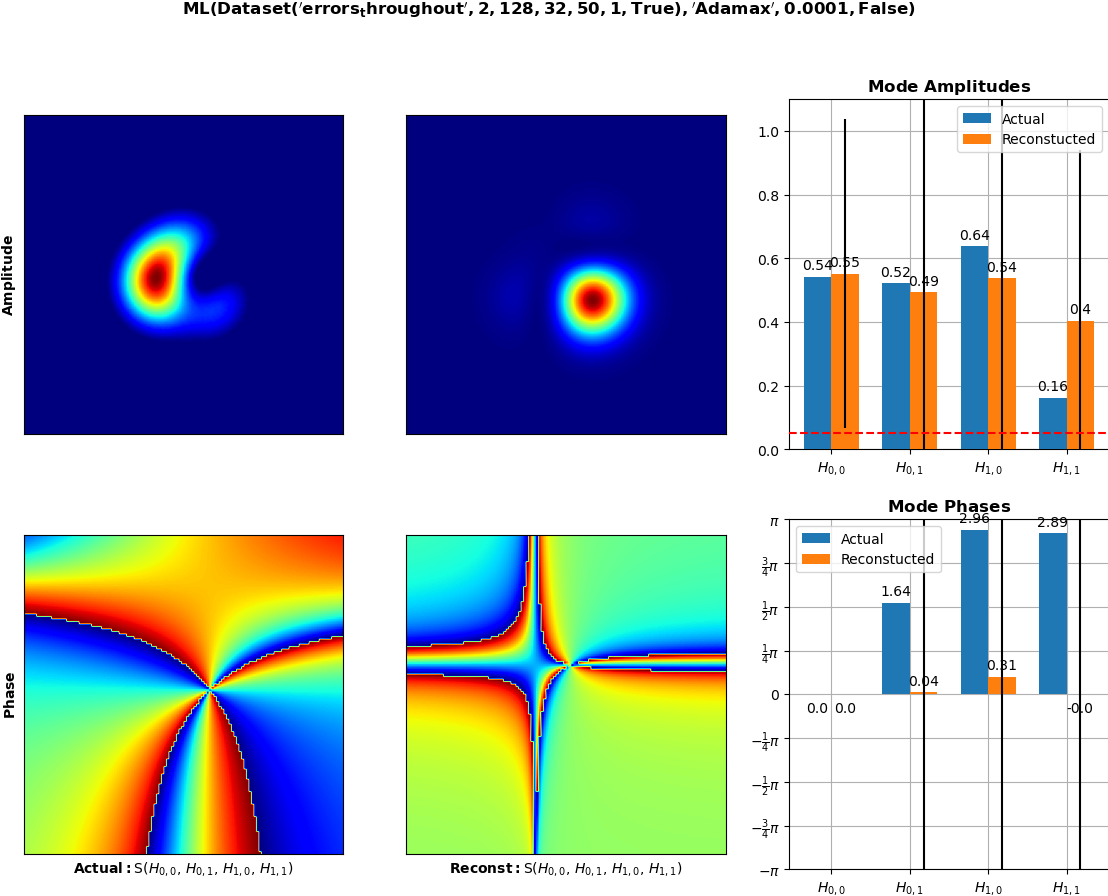 ML(Dataset('errors_throughout', 2, 128, 32, 50, 1, True), 'Adamax', 0.0001, False)
Amplitude
Mode Amplitudes
Actual
Reconstucted
1.0
0.8
0.6
0.4
0.2
0.0
0.54
0.55
0.52
0.49
0.64
0.54
0.16
0.4
H0,0
H0,1
H1,0
H1,1
Phase
Mode Phases
Actual
Reconstucted
π
3/4π
1/2π
1/4π
0
−1/4π
−1/2π
−3/4π
−π
0.0
0.0
1.64
0.04
2.96
0.31
2.89
-0.0
H0,0
H0,1
H1,0
H1,1
Actual: S(H0,0, H0,1, H1,0, H1,1)
Reconst: S(H0,0, H0,1, H1,0, H1,1)